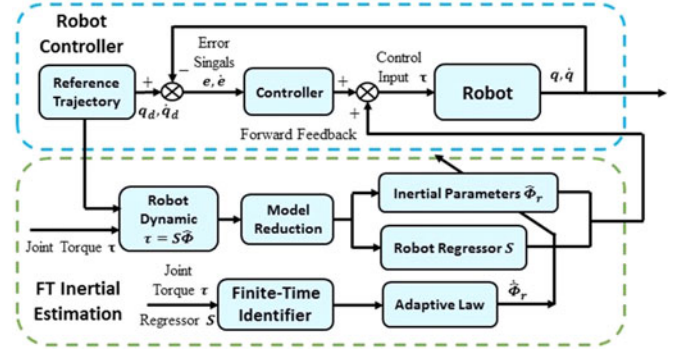 Robot
Controller
Error
Singals
e, ė
Control
Input τ
q, q̇
Reference
Trajectory
+
−
q_d, q̇_d
Controller
+
+
Robot
Forward Feedback
Robot
Dynamic
τ = SΦ̂
Model
Reduction
Inertial Parameters Φ̂_r
Robot Regressor S
Joint Torque τ
FT Inertial
Estimation
Joint
Torque τ
Regressor S
Finite-Time
Identifier
Adaptive Law
Φ̂̇_r